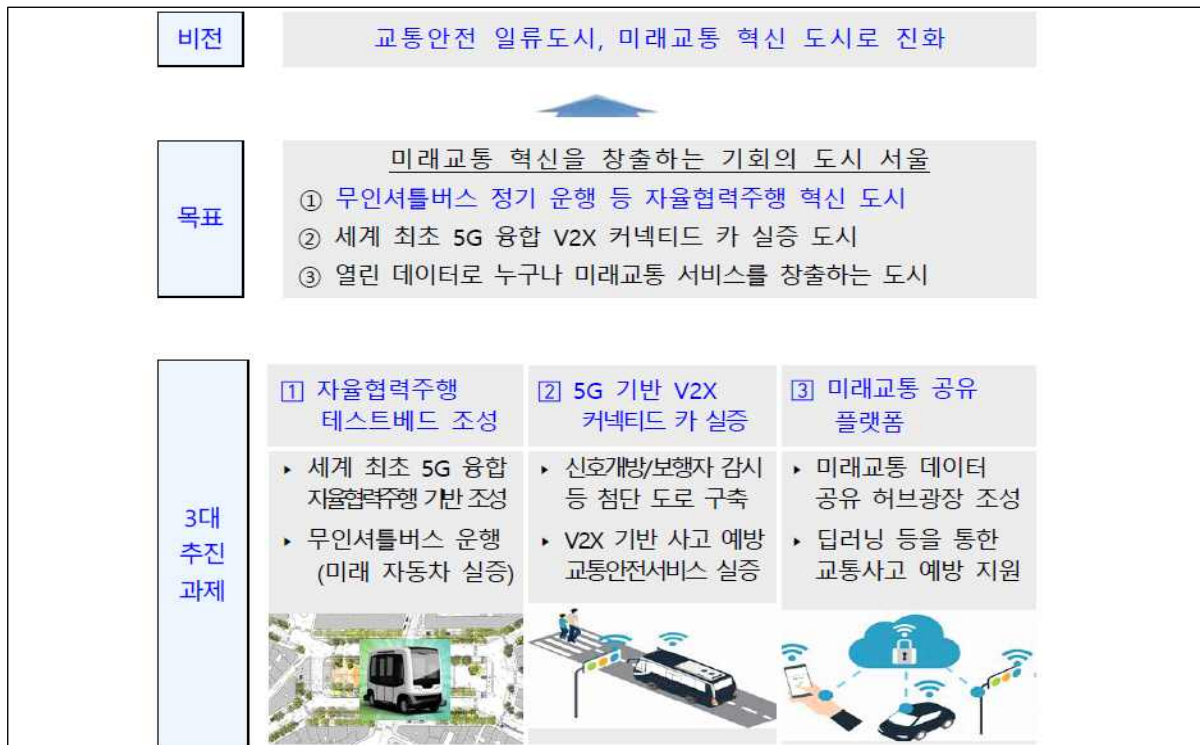 비전
교통안전 일류도시, 미래교통 혁신 도시로 진화
목표
미래교통 혁신을 창출하는 기회의 도시 서울
① 무인셔틀버스 정기 운행 등 자율협력주행 혁신 도시
② 세계 최초 5G 융합 V2X 커넥티드 카 실증 도시
③ 열린 데이터로 누구나 미래교통 서비스를 창출하는 도시
3대
추진
과제
1 자율협력주행
테스트베드 조성
▸ 세계 최초 5G 융합
자율협력주행 기반 조성
▸ 무인셔틀버스 운행
(미래 자동차 실증)
2 5G 기반 V2X
커넥티드 카 실증
▸ 신호개방/보행자 감시
등 첨단 도로 구축
▸ V2X 기반 사고 예방
교통안전서비스 실증
3 미래교통 공유
플랫폼
▸ 미래교통 데이터
공유 허브광장 조성
▸ 딥러닝 등을 통한
교통사고 예방 지원